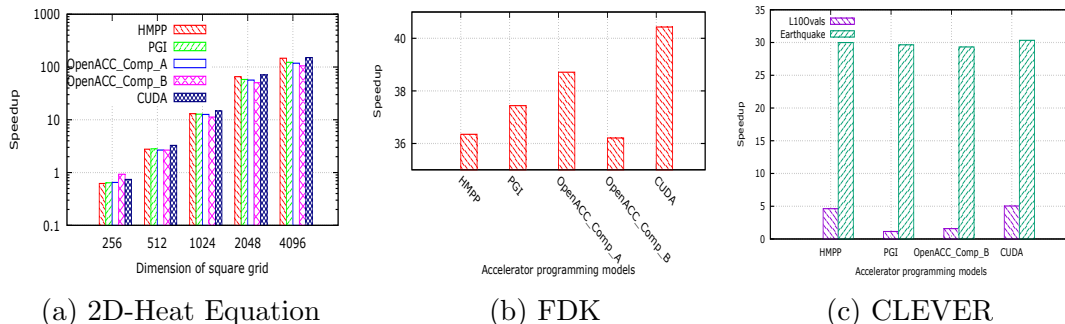 1000
100
10
1
0.1
Speedup
HMPP
PGI
OpenACC_Comp_A
OpenACC_Comp_B
CUDA
256 512 1024 2048 4096
Dimension of square grid
(a) 2D-Heat Equation
40
38
36
Speedup
HMPP
PGI
OpenACC_Comp_A
OpenACC_Comp_B
CUDA
Accelerator programming models
(b) FDK
35
30
25
20
15
10
5
0
Speedup
L10Ovals
Earthquake
HMPP PGI OpenACC_Comp_B CUDA
Accelerator programming models
(c) CLEVER